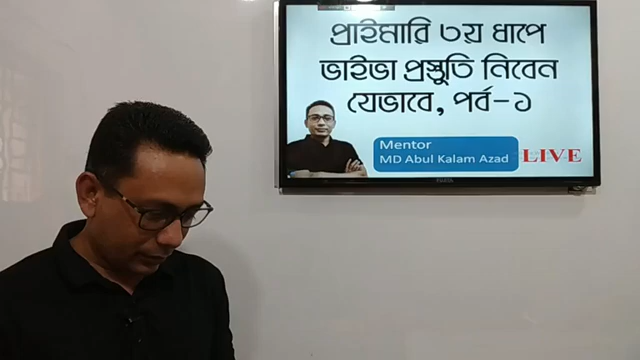 প্রাইমারি ৩য় ধাপে
ভাইভা প্রস্তুতি নিবেন
যেভাবে, পর্ব-১
Mentor
MD Abul Kalam Azad
LIVE